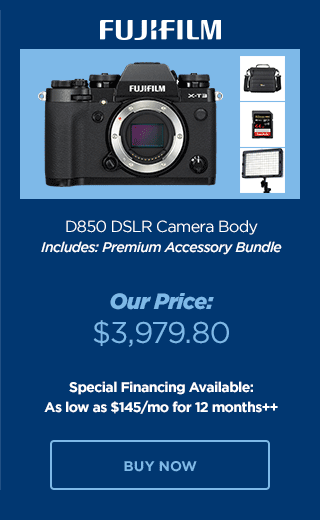 FUJIFILM
FUJIFILM
X-T3
D850 DSLR Camera Body
Includes: Premium Accessory Bundle
Our Price:
$3,979.80
Special Financing Available:
As low as $145/mo for 12 months++
BUY NOW